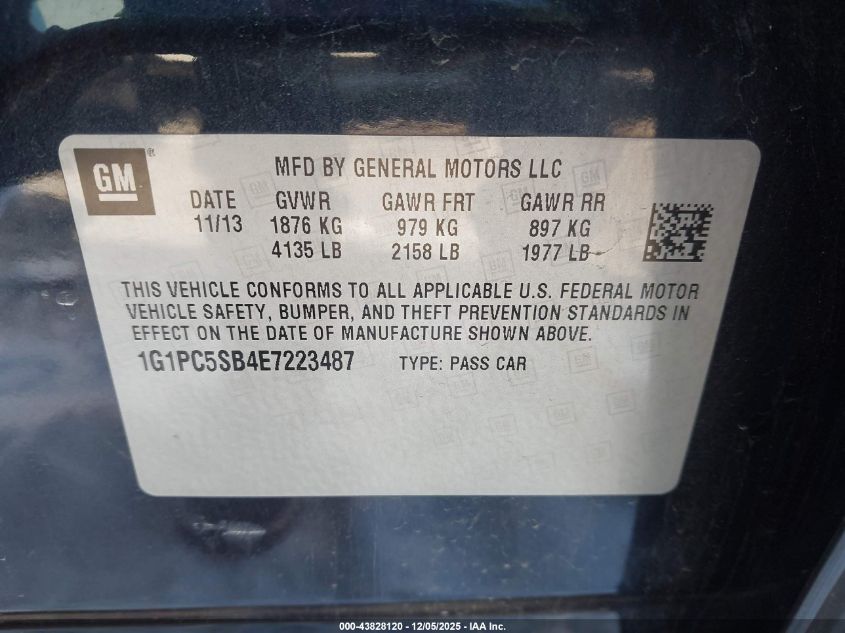 GM®
MFD BY GENERAL MOTORS LLC
DATE GVWR GAWR FRT GAWR RR
11/13 1876 KG 979 KG 897 KG
4135 LB 2158 LB 1977 LB
THIS VEHICLE CONFORMS TO ALL APPLICABLE U.S. FEDERAL MOTOR
VEHICLE SAFETY, BUMPER, AND THEFT PREVENTION STANDARDS IN
EFFECT ON THE DATE OF MANUFACTURE SHOWN ABOVE.
1G1PC5SB4E7223487 TYPE: PASS CAR
000-43828120 - 12/05/2025 - IAA Inc.